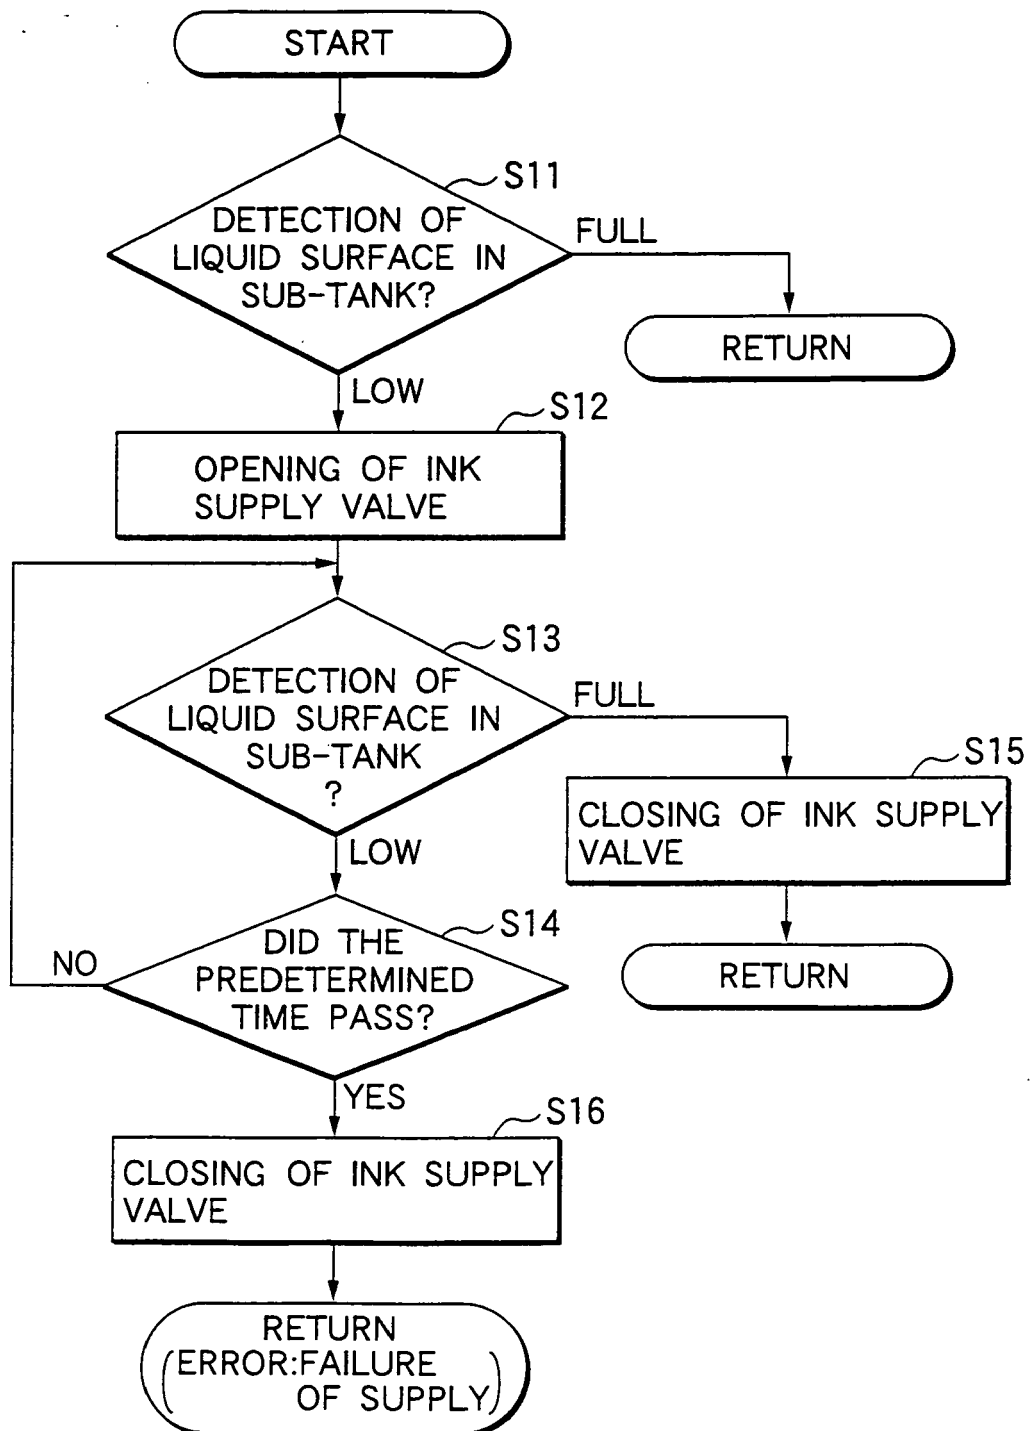 START
S11
DETECTION OF
LIQUID SURFACE IN
SUB-TANK?
FULL
RETURN
LOW
S12
OPENING OF INK
SUPPLY VALVE
S13
DETECTION OF
LIQUID SURFACE IN
SUB-TANK
?
FULL
S15
CLOSING OF INK SUPPLY
VALVE
RETURN
LOW
S14
DID THE
PREDETERMINED
TIME PASS?
NO
YES
S16
CLOSING OF INK SUPPLY
VALVE
RETURN
(ERROR:FAILURE
OF SUPPLY)